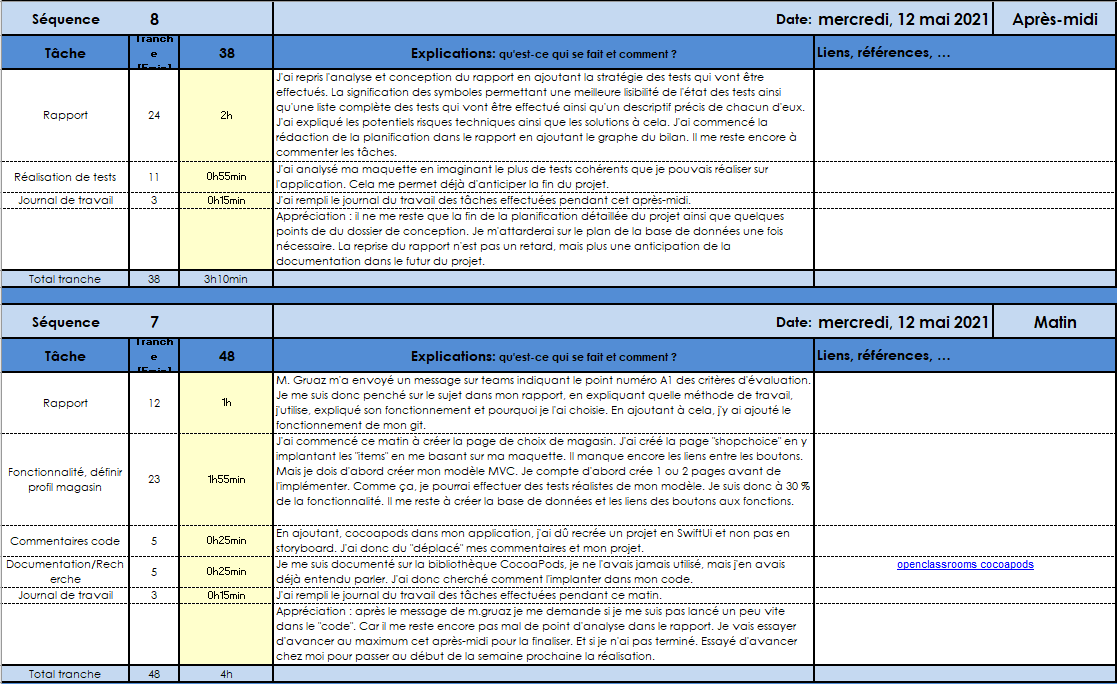 Séquence 8 Date: mercredi, 12 mai 2021 Après-midi
Tâche Tranche [5min] 38 Explications: qu'est-ce qui se fait et comment ? Liens, références, …
Rapport 24 2h
J'ai repris l'analyse et conception du rapport en ajoutant la stratégie des tests qui vont être
effectués. La signification des symboles permettant une meilleure lisibilité de l'état des tests ainsi
qu'une liste complète des tests qui vont être effectué ainsi qu'un descriptif précis de chacun d'eux.
J'ai expliqué les potentiels risques techniques ainsi que les solutions à cela. J'ai commencé la
rédaction de la planification dans le rapport en ajoutant le graphe du bilan. Il me reste encore à
commenter les tâches.
Réalisation de tests 11 0h55min
J'ai analysé ma maquette en imaginant le plus de tests cohérents que je pouvais réaliser sur
l'application. Cela me permet déjà d'anticiper la fin du projet.
Journal de travail 3 0h15min J'ai rempli le journal du travail des tâches effectuées pendant cet après-midi.
Appréciation : il ne me reste que la fin de la planification détaillée du projet ainsi que quelques
points de du dossier de conception. Je m'attarderai sur le plan de la base de données une fois
nécessaire. La reprise du rapport n'est pas un retard, mais plus une anticipation de la
documentation dans le futur du projet.
Total tranche 38 3h10min
Séquence 7 Date: mercredi, 12 mai 2021 Matin
Tâche Tranche [5min] 48 Explications: qu'est-ce qui se fait et comment ? Liens, références, …
Rapport 12 1h
M. Gruaz m'a envoyé un message sur teams indiquant le point numéro A1 des critères d'évaluation.
Je me suis donc penché sur le sujet dans mon rapport, en expliquant quelle méthode de travail,
j'utilise, expliqué son fonctionnement et pourquoi je l'ai choisie. En ajoutant à cela, j'y ai ajouté le
fonctionnement de mon git.
Fonctionnalité, définir
profil magasin 23 1h55min
J'ai commencé ce matin à créer la page de choix de magasin. J'ai créé la page "shopchoice" en y
implantant les "items" en me basant sur ma maquette. Il manque encore les liens entre les boutons.
Mais je dois d'abord créer mon modèle MVC. Je compte d'abord crée 1 ou 2 pages avant de
l'implémenter. Comme ça, je pourrai effectuer des tests réalistes de mon modèle. Je suis donc à 30 %
de la fonctionnalité. Il me reste à créer la base de données et les liens des boutons aux fonctions.
Commentaires code 5 0h25min
En ajoutant, cocoapods dans mon application, j'ai dû recrée un projet en SwiftUi et non pas en
storyboard. J'ai donc du "déplacé" mes commentaires et mon projet.
Documentation/Rech
erche 5 0h25min
Je me suis documenté sur la bibliothèque CocoaPods, je ne l'avais jamais utilisé, mais j'en avais
déjà entendu parler. J'ai donc cherché comment l'implanter dans mon code.
openclassrooms cocoapods
Journal de travail 3 0h15min J'ai rempli le journal du travail des tâches effectuées pendant ce matin.
Appréciation : après le message de m.gruaz je me demande si je me suis pas lancé un peu vite
dans le "code". Car il me reste encore pas mal de point d'analyse dans le rapport. Je vais essayer
d'avancer au maximum cet après-midi pour la finaliser. Et si je n'ai pas terminé. Essayé d'avancer
chez moi pour passer au début de la semaine prochaine la réalisation.
Total tranche 48 4h